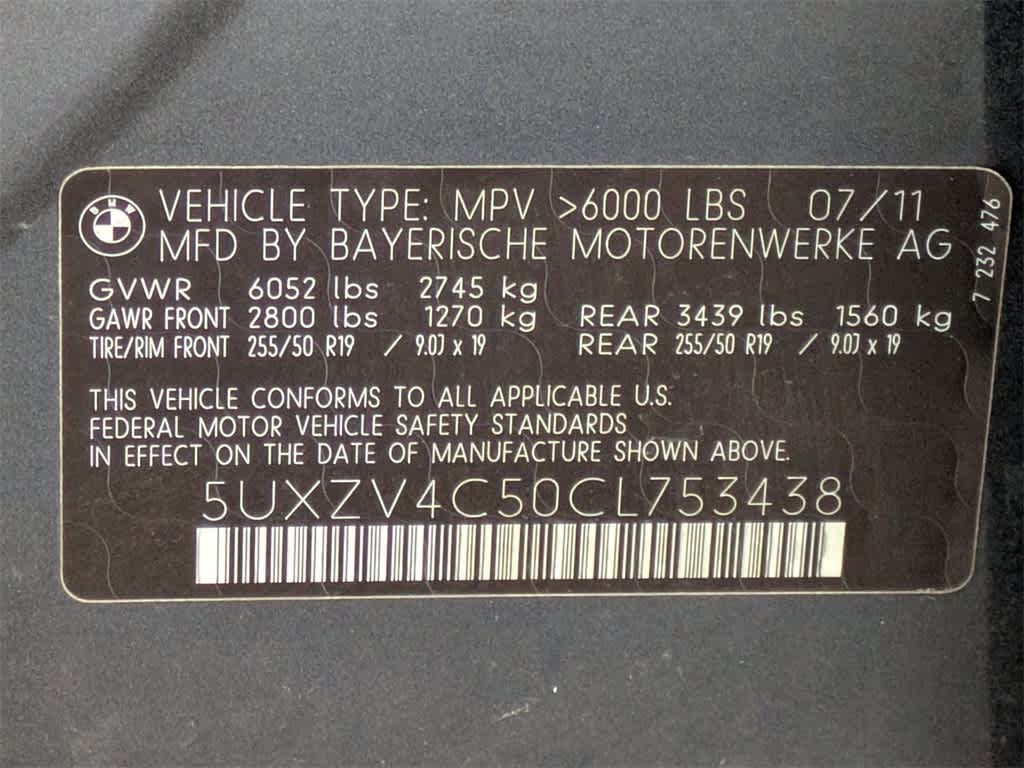 BMW
VEHICLE TYPE: MPV >6000 LBS 07/11
MFD BY BAYERISCHE MOTORENWERKE AG
GVWR 6052 lbs 2745 kg
GAWR FRONT 2800 lbs 1270 kg REAR 3439 lbs 1560 kg
TIRE/RIM FRONT 255/50 R19 / 9.0J x 19 REAR 255/50 R19 / 9.0J x 19
THIS VEHICLE CONFORMS TO ALL APPLICABLE U.S.
FEDERAL MOTOR VEHICLE SAFETY STANDARDS
IN EFFECT ON THE DATE OF MANUFACTURE SHOWN ABOVE.
5UXZV4C50CL753438
7 232 476